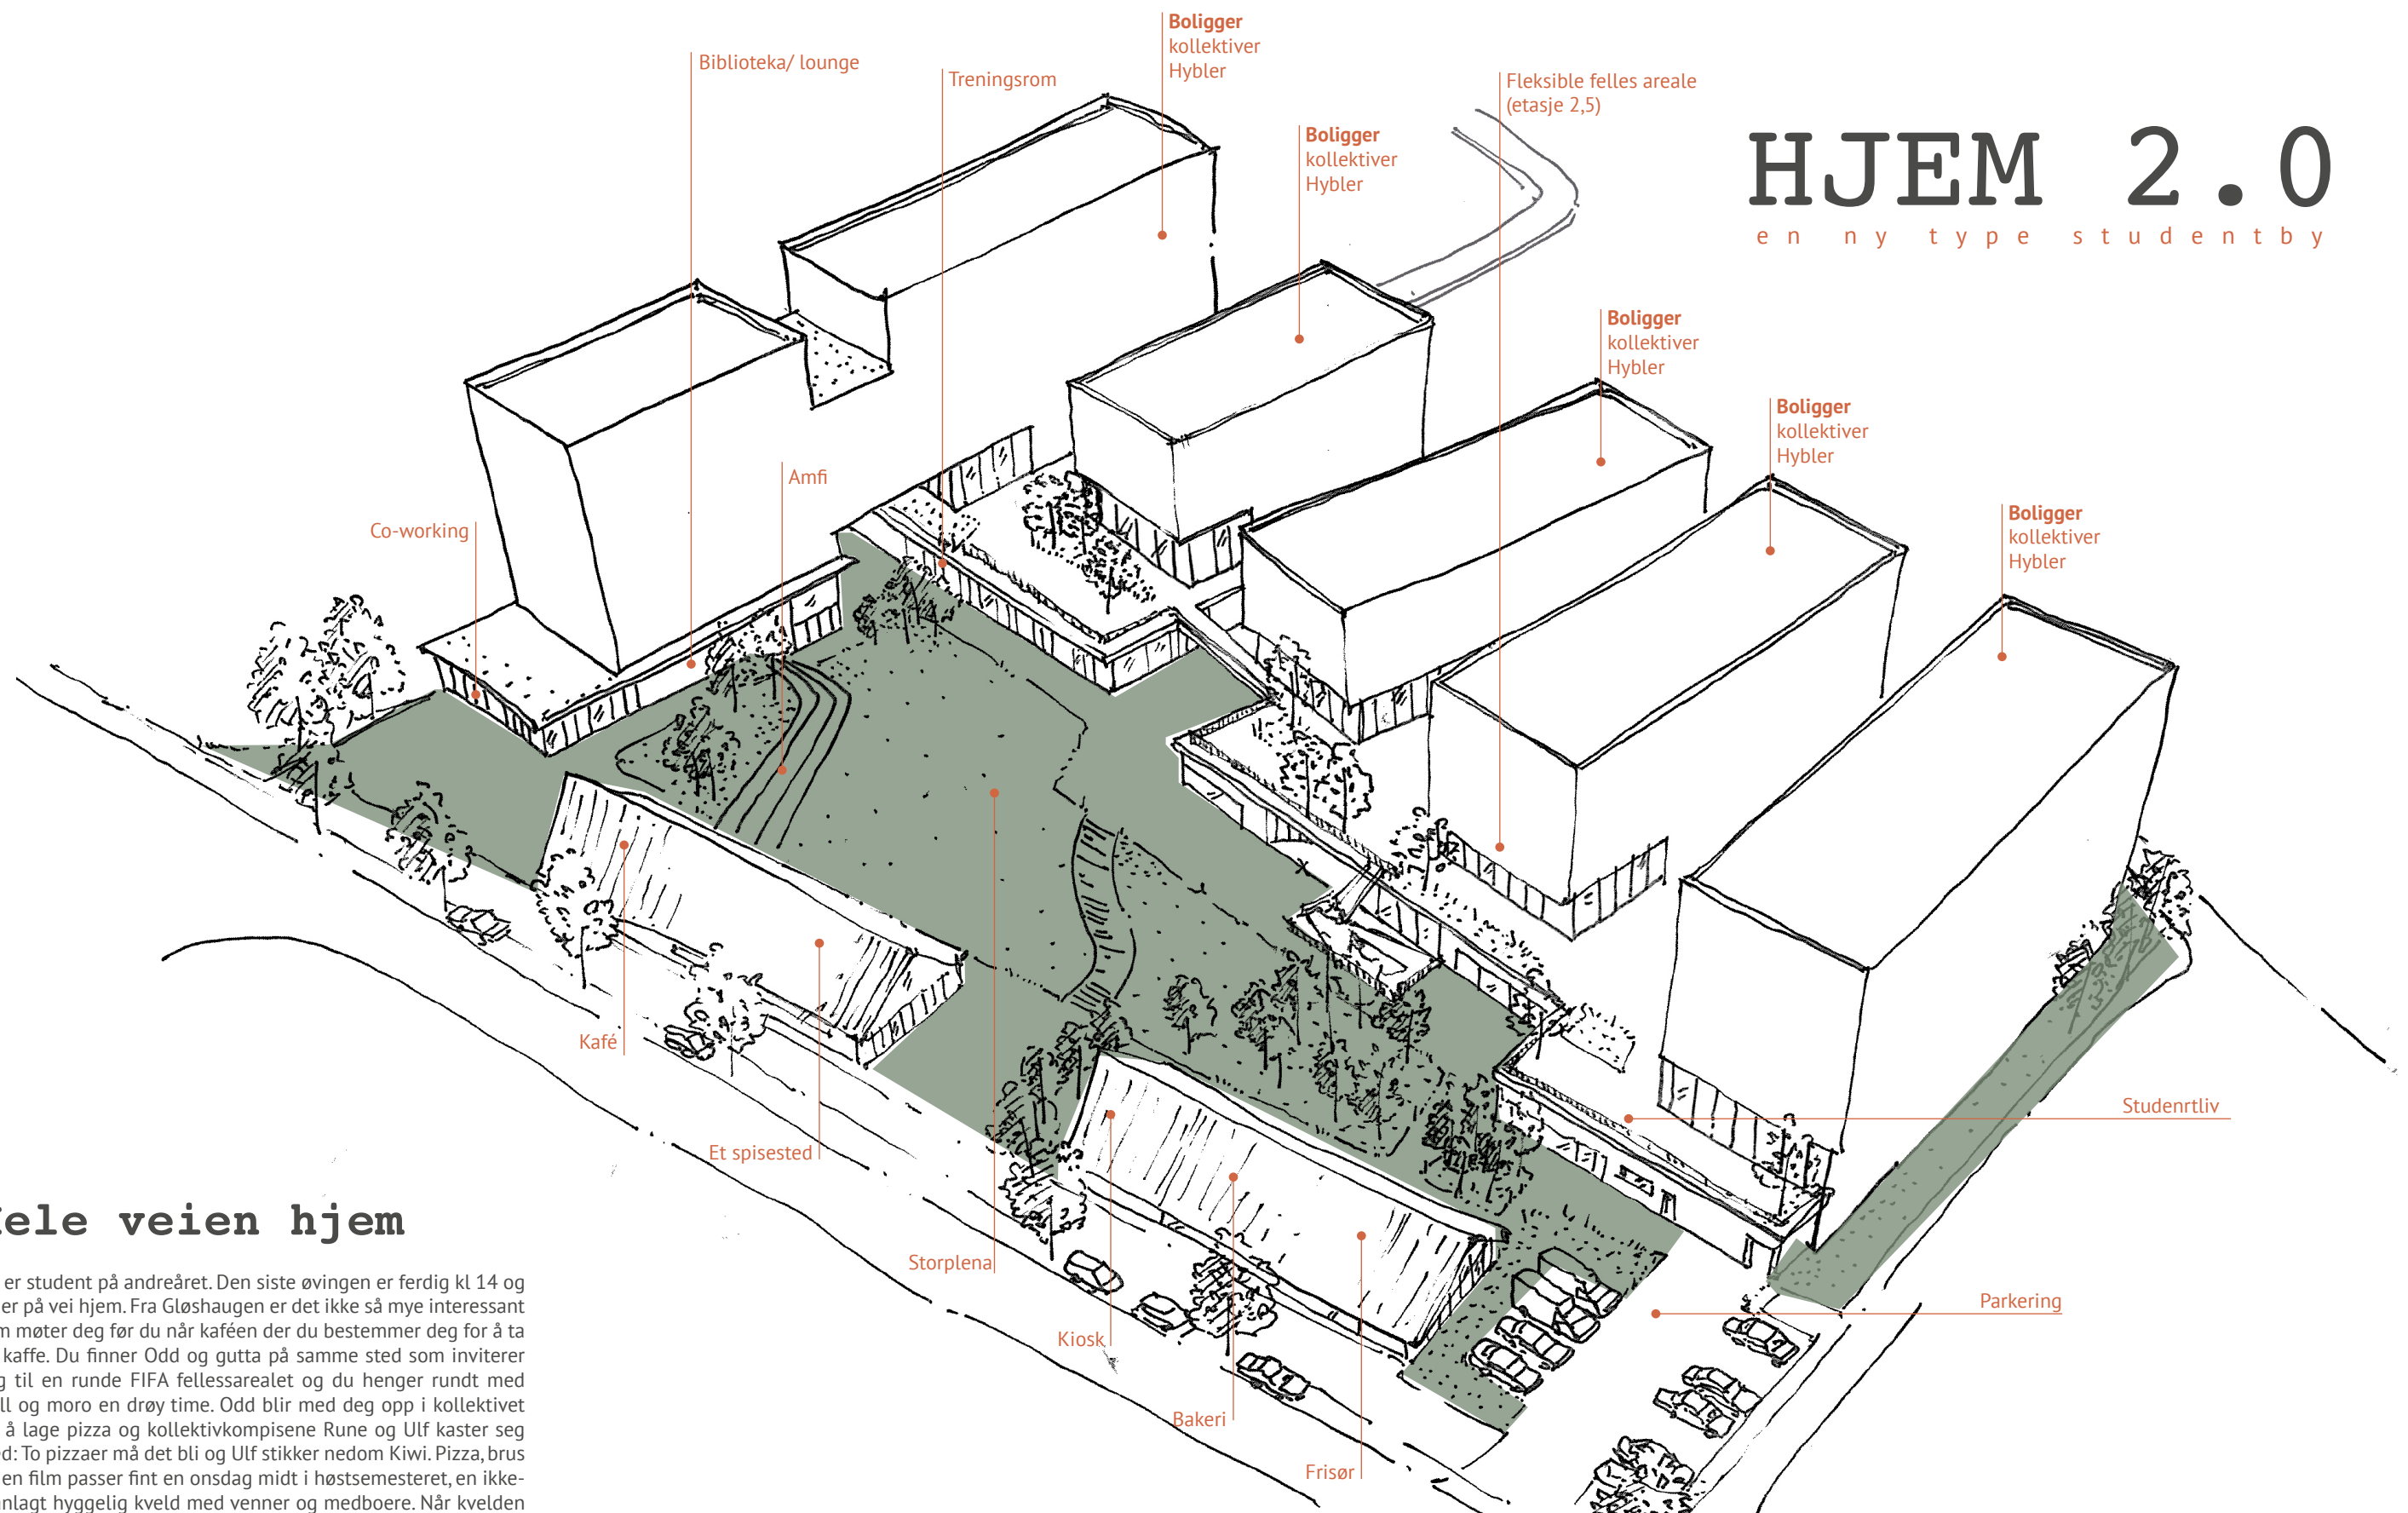 Boligger
kollektiver
Hybler
Biblioteka/ lounge
Treningsrom
Fleksible felles areale
(etasje 2,5)
Boligger
kollektiver
Hybler
HJEM 2.0
en ny type studentby
Boligger
kollektiver
Hybler
Boligger
kollektiver
Hybler
Amfi
Co-working
Boligger
kollektiver
Hybler
Kafé
Et spisested
Storplena
Kiosk
Bakeri
Frisør
Studenrtliv
Parkering
veien hjem
er student på andreåret. Den siste øvingen er ferdig kl 14 og
er på vei hjem. Fra Gløshaugen er det ikke så mye interessant
møter deg før du når kaféen der du bestemmer deg for å ta
kaffe. Du finner Odd og gutta på samme sted som inviterer
til en runde FIFA fellessarealet og du henger rundt med
og moro en drøy time. Odd blir med deg opp i kollektivet
å lage pizza og kollektivkompisene Rune og Ulf kaster seg
To pizzaer må det bli og Ulf stikker nedom Kiwi. Pizza, brus
en film passer fint en onsdag midt i høstsemesteret, en ikke-
hyggelig kveld med venner og medboere. Når kvelden